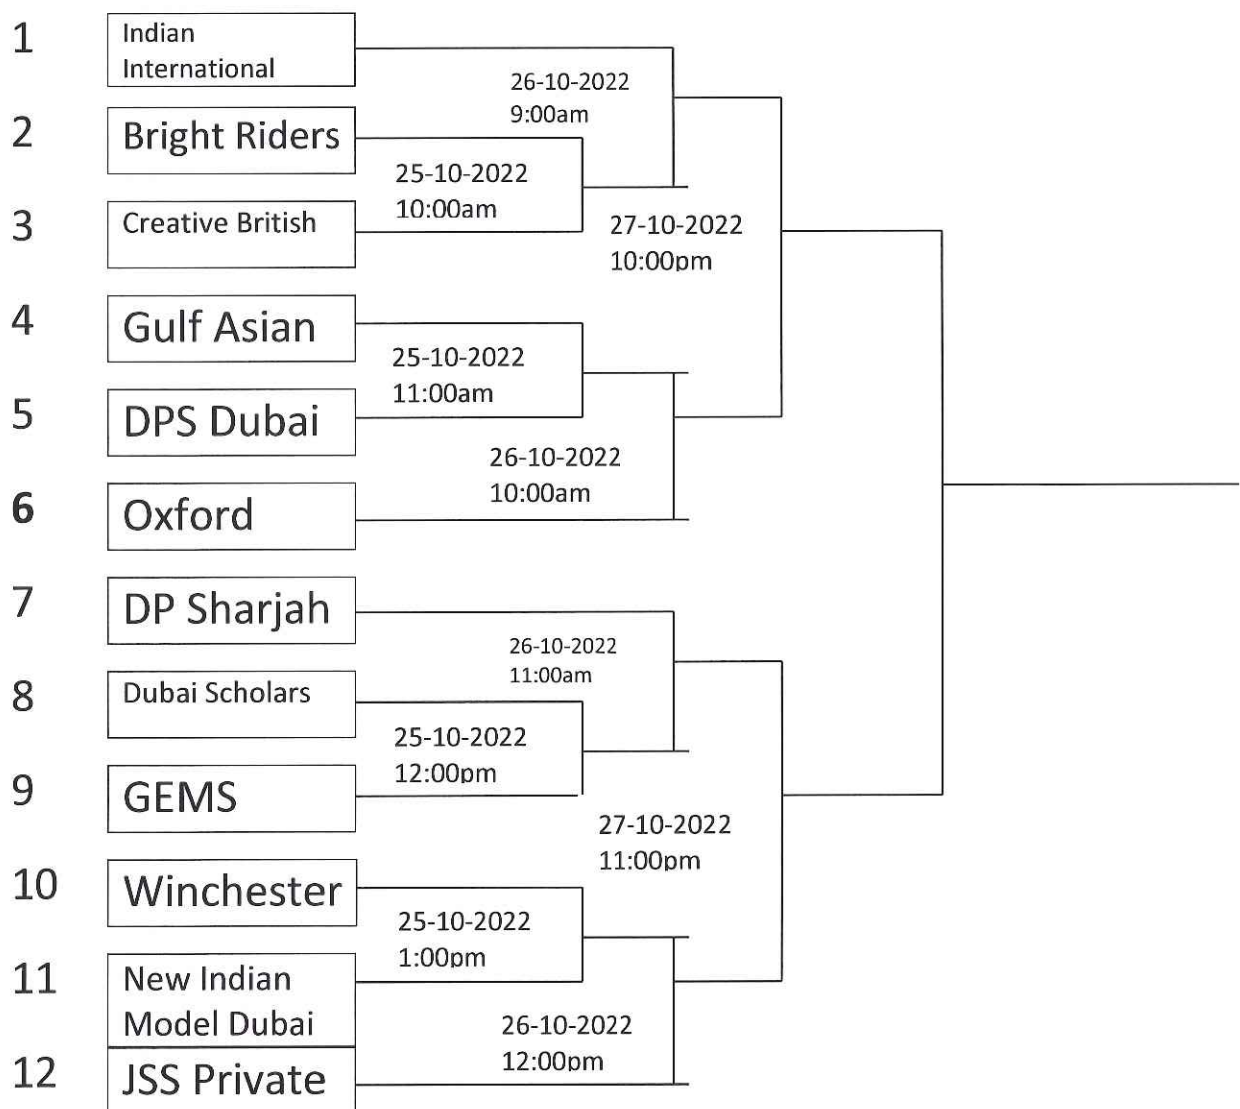 1
Indian
International
26-10-2022
9:00am
2
Bright Riders
25-10-2022
10:00am
3
Creative British
27-10-2022
10:00pm
4
Gulf Asian
25-10-2022
11:00am
5
DPS Dubai
26-10-2022
10:00am
6
Oxford
7
DP Sharjah
26-10-2022
11:00am
8
Dubai Scholars
25-10-2022
12:00pm
9
GEMS
27-10-2022
11:00pm
10
Winchester
25-10-2022
1:00pm
11
New Indian
Model Dubai
26-10-2022
12:00pm
12
JSS Private